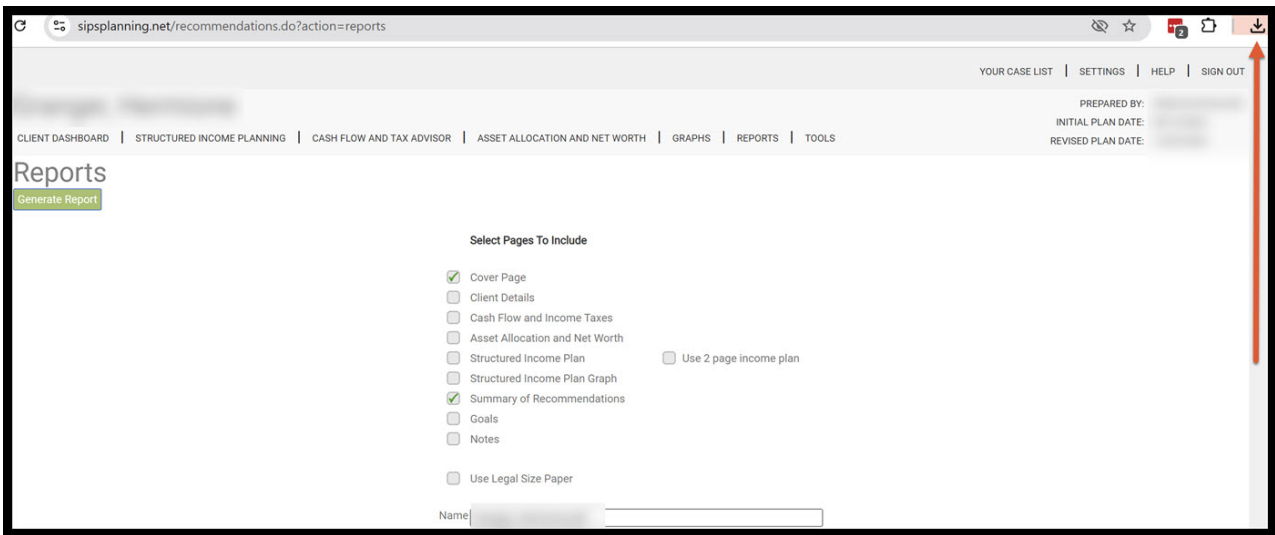 sipsplanning.net/recommendations.do?action=reports
2
YOUR CASE LIST | SETTINGS | HELP | SIGN OUT
PREPARED BY:
INITIAL PLAN DATE:
REVISED PLAN DATE:
CLIENT DASHBOARD | STRUCTURED INCOME PLANNING | CASH FLOW AND TAX ADVISOR | ASSET ALLOCATION AND NET WORTH | GRAPHS | REPORTS | TOOLS
Reports
Generate Report
Select Pages To Include
Cover Page
Client Details
Cash Flow and Income Taxes
Asset Allocation and Net Worth
Structured Income Plan Use 2 page income plan
Structured Income Plan Graph
Summary of Recommendations
Goals
Notes
Use Legal Size Paper
Name